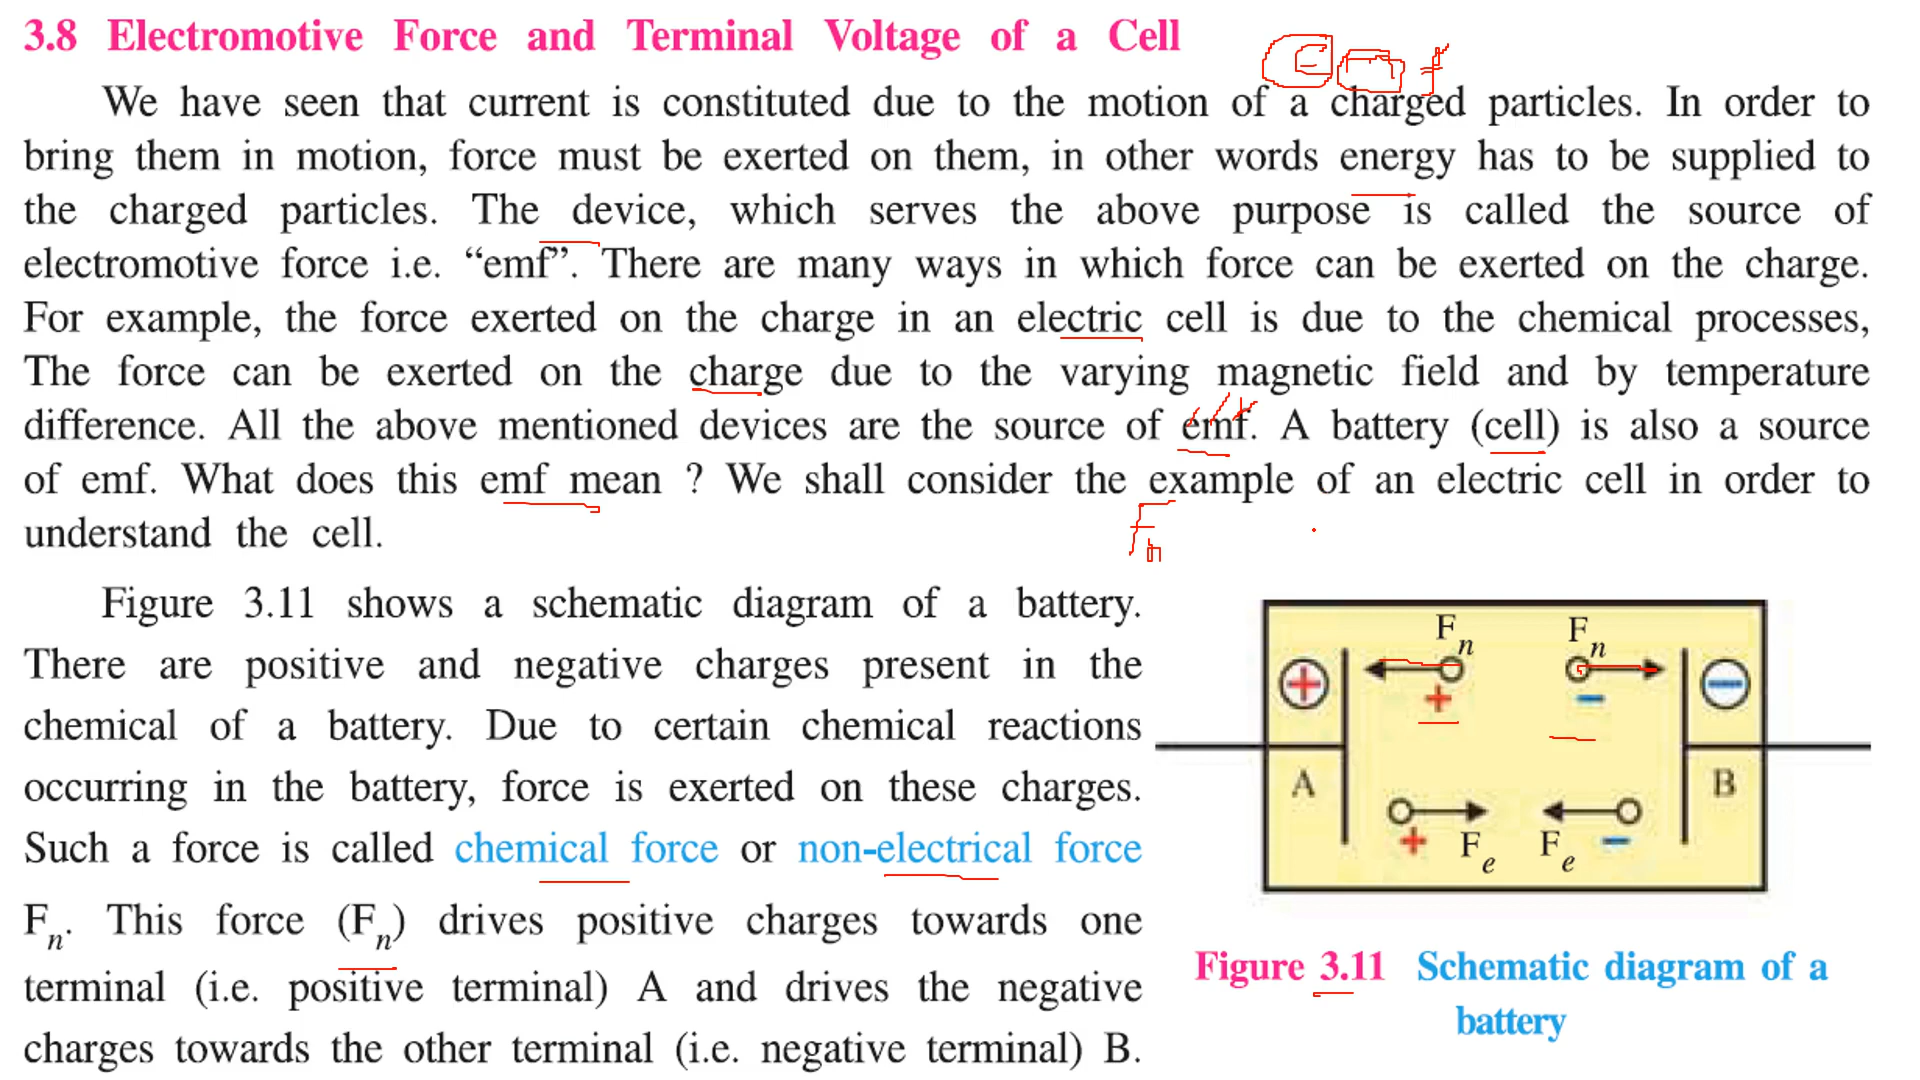 3.8 Electromotive Force and Terminal Voltage of a Cell
emf
We have seen that current is constituted due to the motion of a charged particles. In order to
bring them in motion, force must be exerted on them, in other words energy has to be supplied to
the charged particles. The device, which serves the above purpose is called the source of
electromotive force i.e. “emf”. There are many ways in which force can be exerted on the charge.
For example, the force exerted on the charge in an electric cell is due to the chemical processes,
The force can be exerted on the charge due to the varying magnetic field and by temperature
difference. All the above mentioned devices are the source of emf. A battery (cell) is also a source
of emf. What does this emf mean ? We shall consider the example of an electric cell in order to
understand the cell.
Fn
Figure 3.11 shows a schematic diagram of a battery.
There are positive and negative charges present in the
chemical of a battery. Due to certain chemical reactions
occurring in the battery, force is exerted on these charges.
Such a force is called chemical force or non-electrical force
Fn. This force (Fn) drives positive charges towards one
terminal (i.e. positive terminal) A and drives the negative
charges towards the other terminal (i.e. negative terminal) B.
Fn Fn
+ + − −
A B
+ Fe Fe −
Figure 3.11 Schematic diagram of a
battery